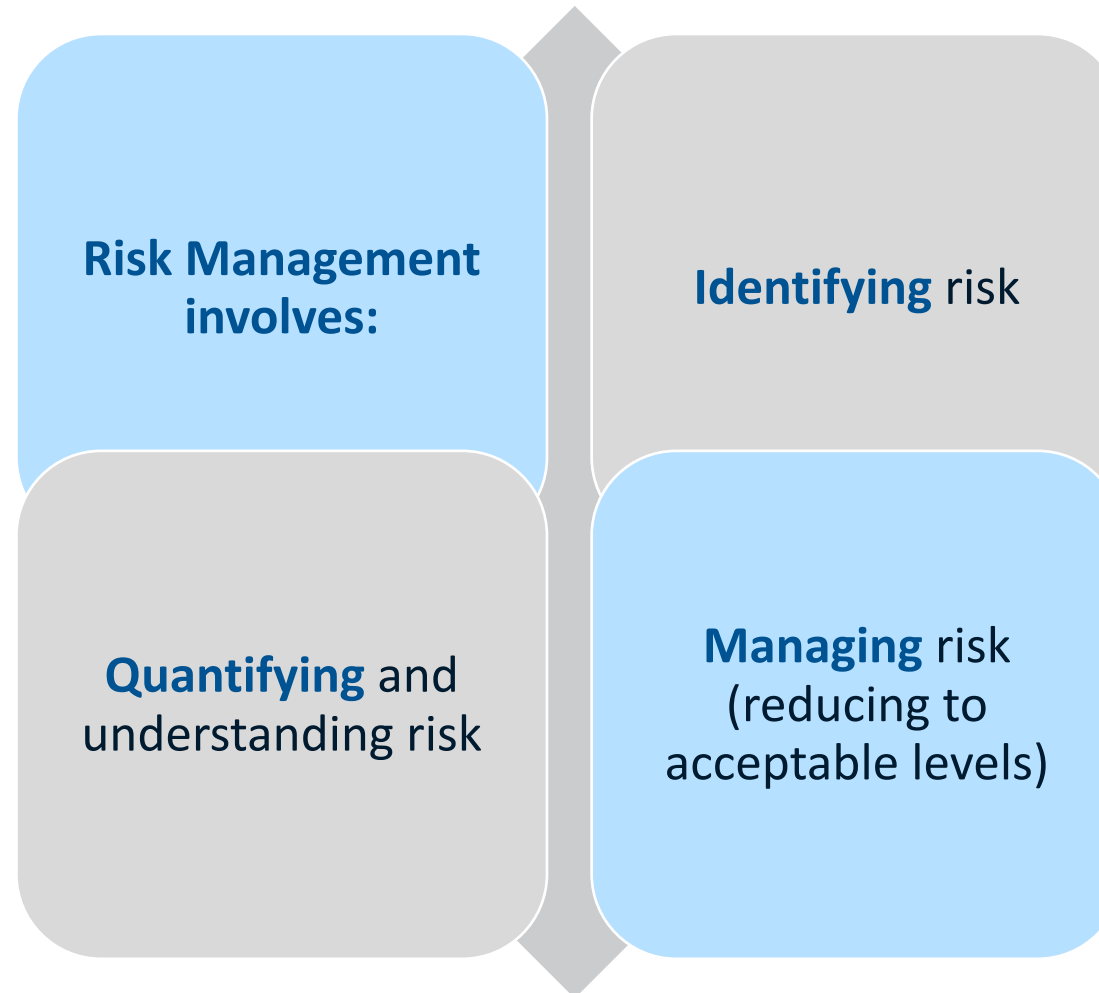 Risk Management
involves:
Identifying risk
Quantifying and
understanding risk
Managing risk
(reducing to
acceptable levels)